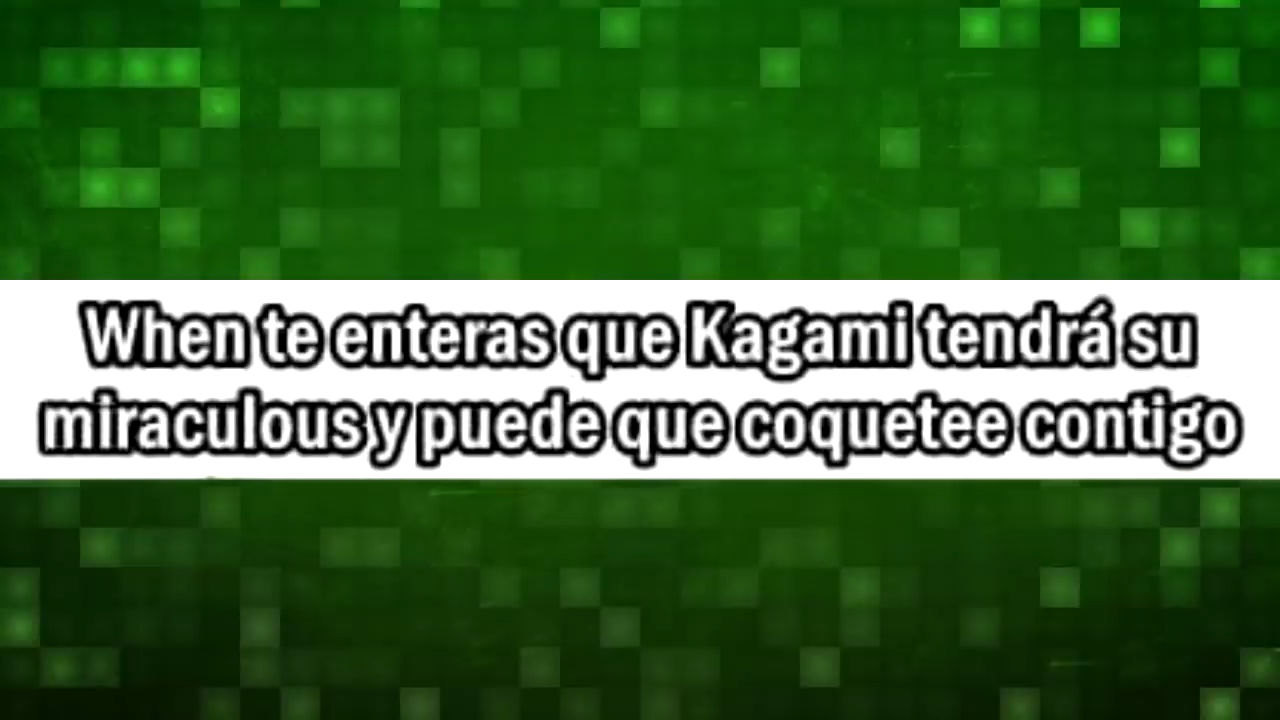 When te enteras que Kagami tendrá su
miraculous y puede que coquetee contigo